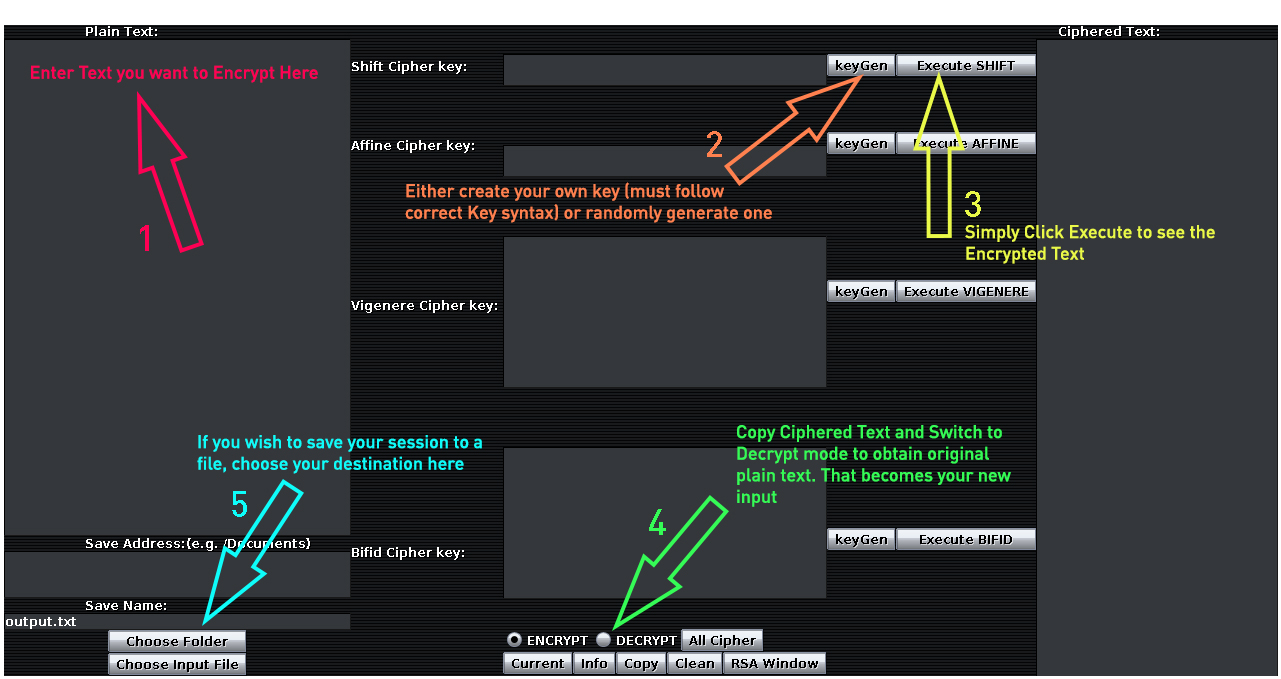 Plain Text:
Ciphered Text:
Enter Text you want to Encrypt Here
Shift Cipher key:
keyGen
Execute SHIFT
2
Affine Cipher key:
keyGen
Execute AFFINE
Either create your own key (must follow
correct Key syntax) or randomly generate one
1
3
Simply Click Execute to see the
Encrypted Text
Vigenere Cipher key:
keyGen
Execute VIGENERE
If you wish to save your session to a
file, choose your destination here
5
Copy Ciphered Text and Switch to
Decrypt mode to obtain original
plain text. That becomes your new
input
4
Save Address:(e.g. /Documents)
Bifid Cipher key:
keyGen
Execute BIFID
Save Name:
output.txt
Choose Folder
Choose Input File
ENCRYPT
DECRYPT
All Cipher
Current
Info
Copy
Clean
RSA Window